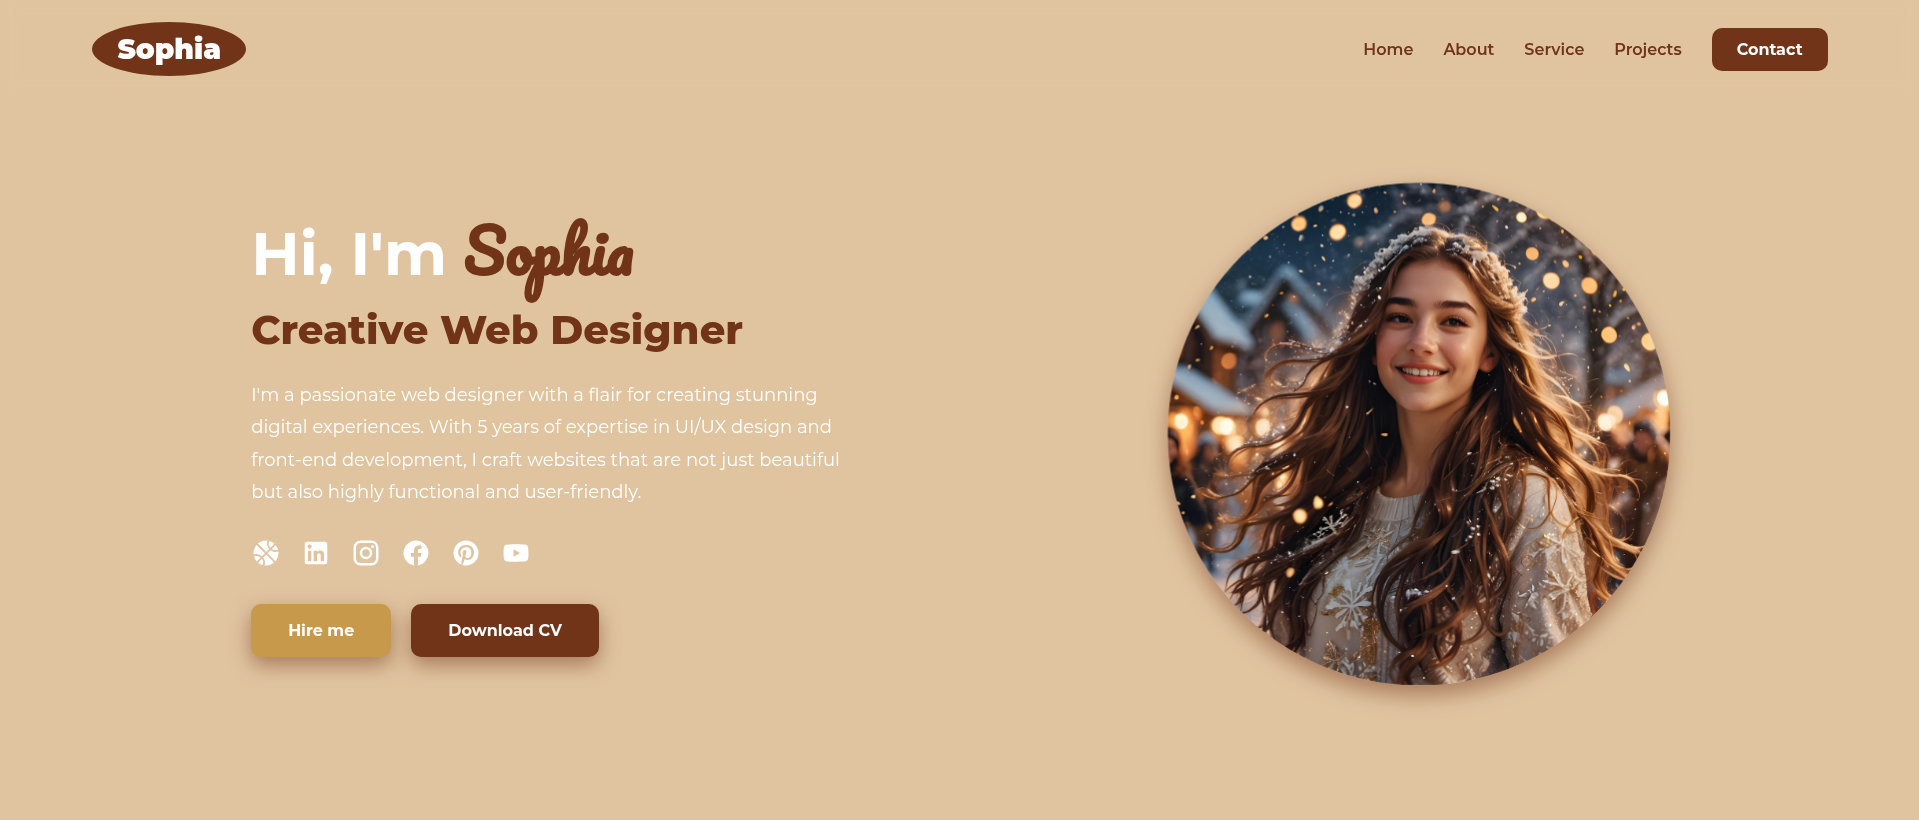 Sophia
Home About Service Projects Contact
Hi, I'm Sophia
Creative Web Designer
I'm a passionate web designer with a flair for creating stunning
digital experiences. With 5 years of expertise in UI/UX design and
front-end development, I craft websites that are not just beautiful
but also highly functional and user-friendly.
Hire me Download CV